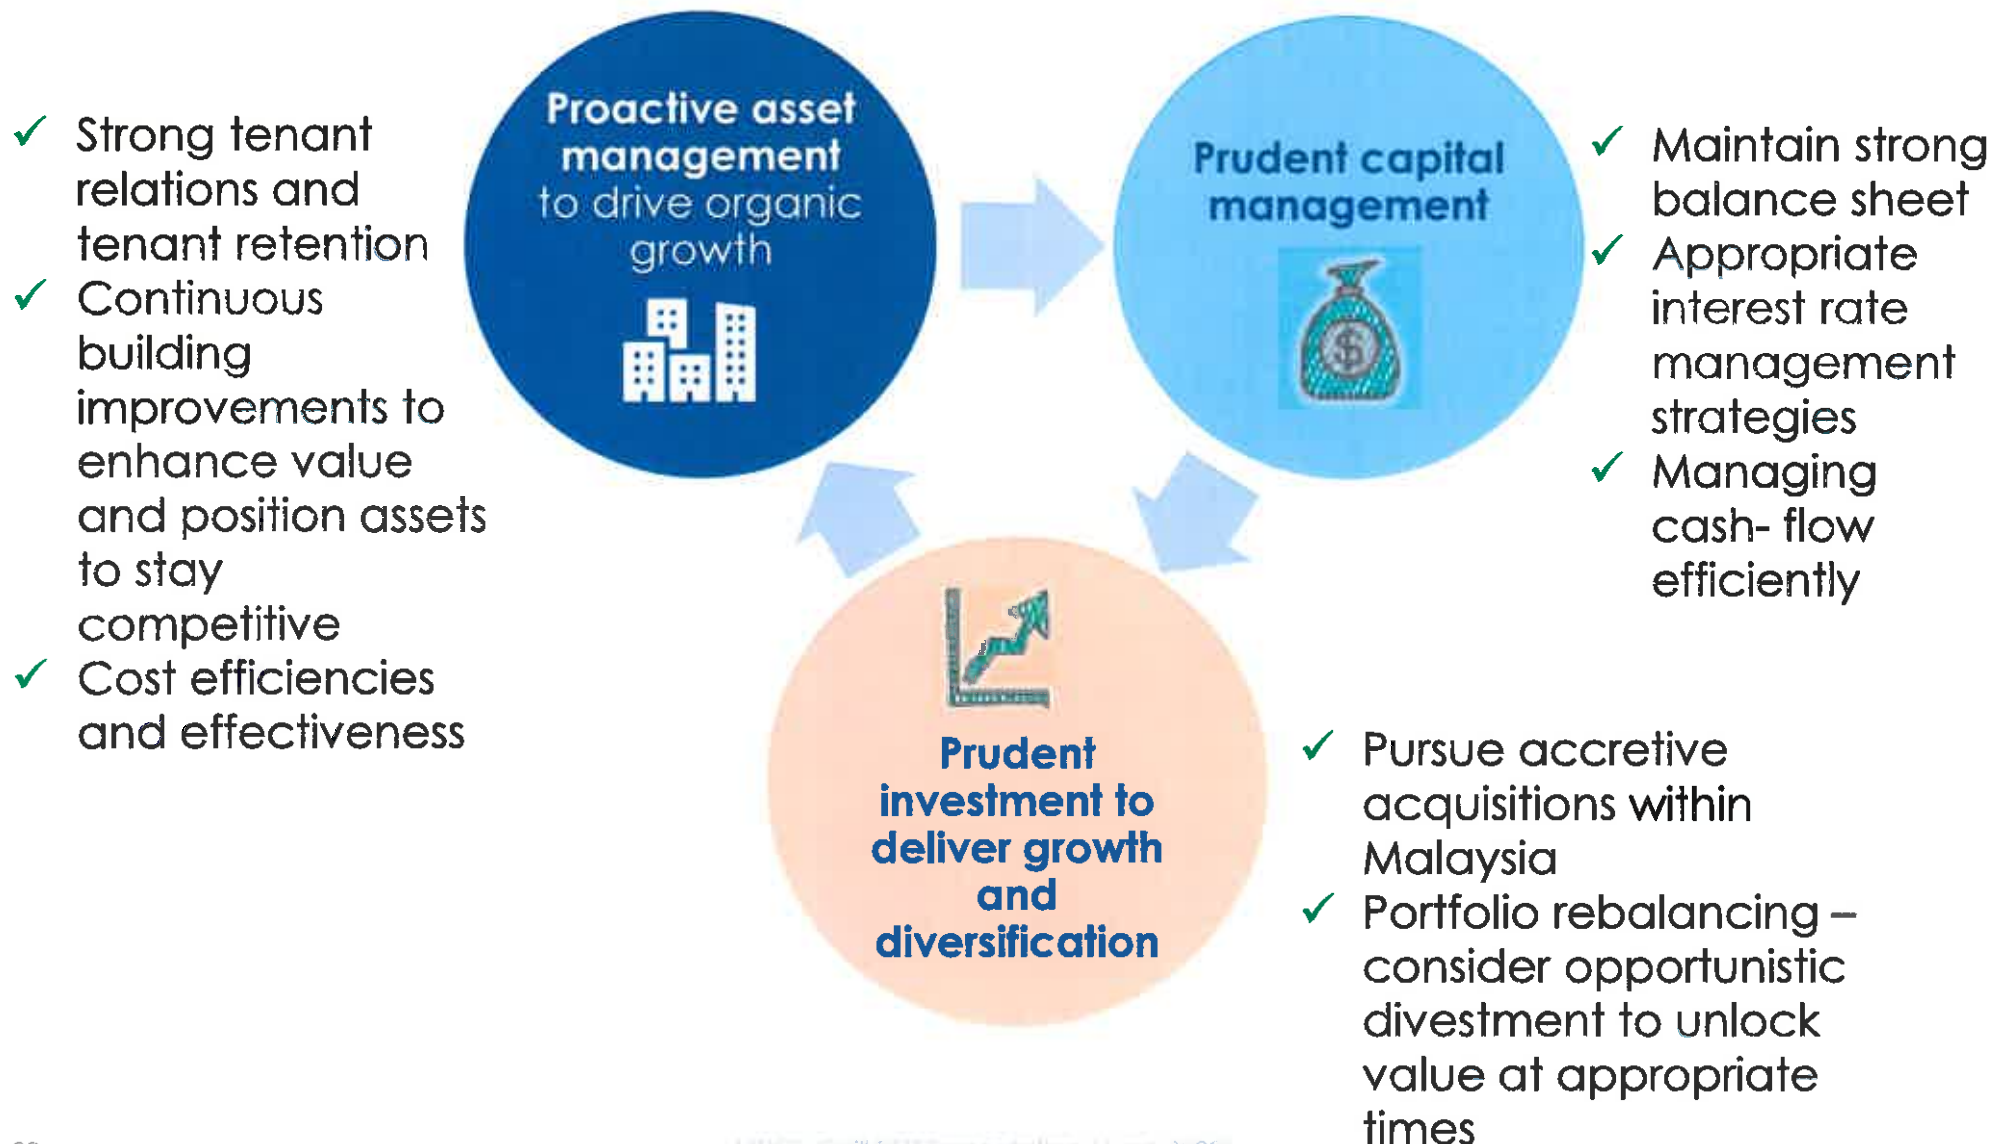 ✓ Strong tenant
relations and
tenant retention
✓ Continuous
building
improvements to
enhance value
and position assets
to stay
competitive
✓ Cost efficiencies
and effectiveness
Proactive asset
management
to drive organic
growth
Prudent capital
management
$
✓ Maintain strong
balance sheet
✓ Appropriate
interest rate
management
strategies
✓ Managing
cash- flow
efficiently
Prudent
investment to
deliver growth
and
diversification
✓ Pursue accretive
acquisitions within
Malaysia
✓ Portfolio rebalancing –
consider opportunistic
divestment to unlock
value at appropriate
times